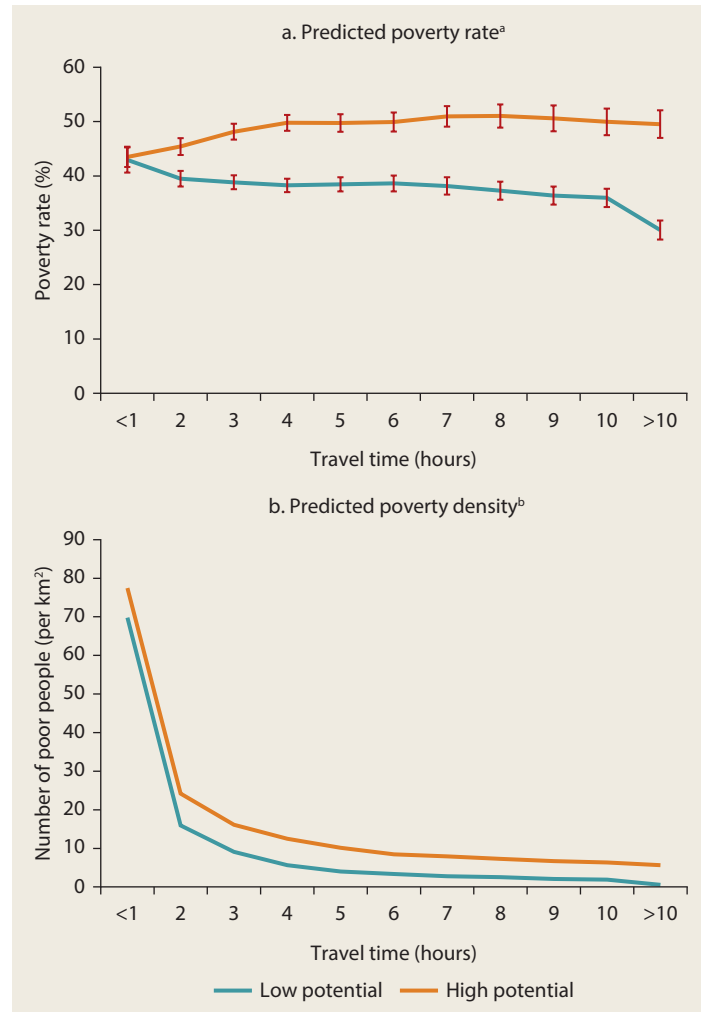 a. Predicted poverty rateᵃ
Poverty rate (%)
60
50
40
30
20
10
0
<1 2 3 4 5 6 7 8 9 10 >10
Travel time (hours)
b. Predicted poverty densityᵇ
Number of poor people (per km²)
90
80
70
60
50
40
30
20
10
0
<1 2 3 4 5 6 7 8 9 10 >10
Travel time (hours)
Low potential High potential